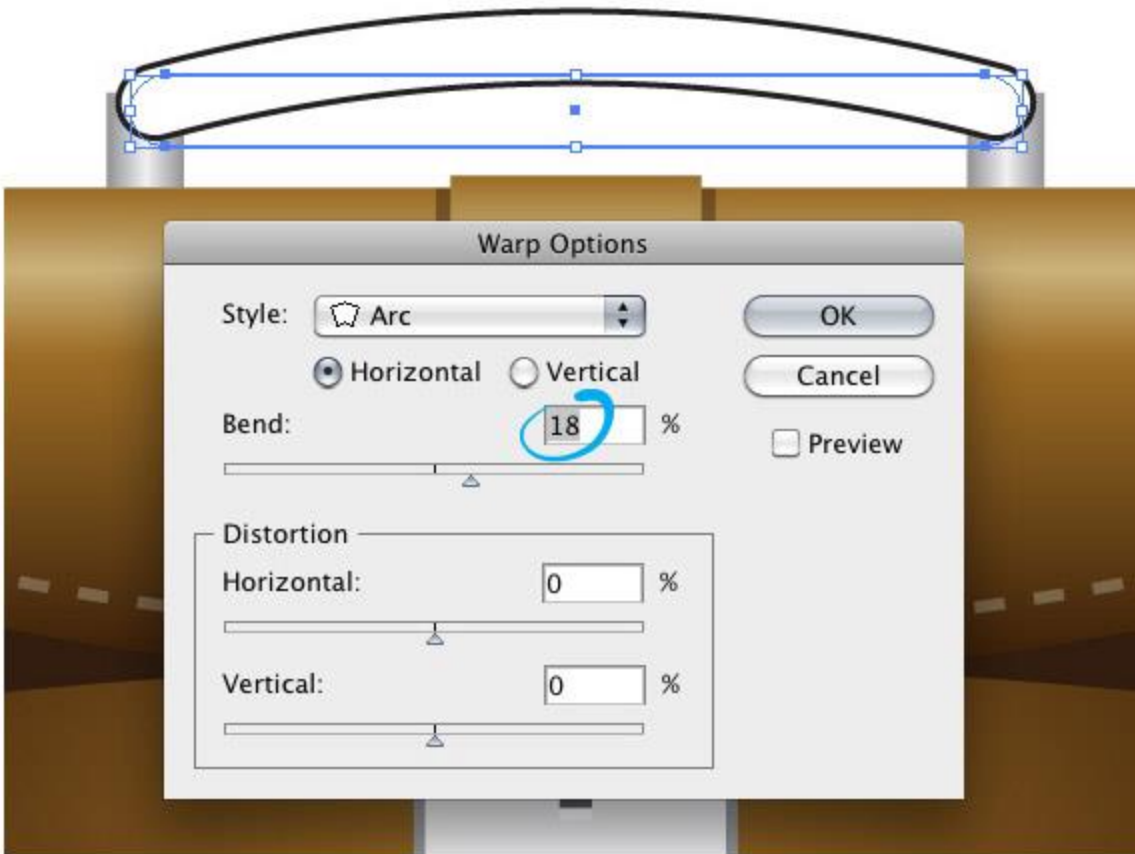 Warp Options
Style: Arc
OK
Horizontal Vertical
Cancel
Bend: 18 %
Preview
Distortion
Horizontal: 0 %
Vertical: 0 %